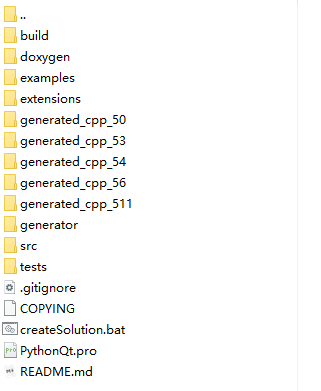 ..
build
doxygen
examples
extensions
generated_cpp_50
generated_cpp_53
generated_cpp_54
generated_cpp_56
generated_cpp_511
generator
src
tests
.gitignore
COPYING
createSolution.bat
PythonQt.pro
README.md